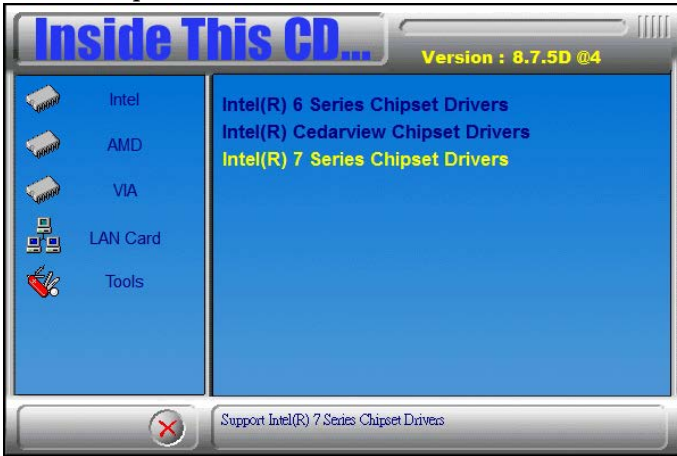 Inside This CD...
Version : 8.7.5D @4
Intel
AMD
VIA
LAN Card
Tools
Intel(R) 6 Series Chipset Drivers
Intel(R) Cedarview Chipset Drivers
Intel(R) 7 Series Chipset Drivers
Support Intel(R) 7 Series Chipset Drivers